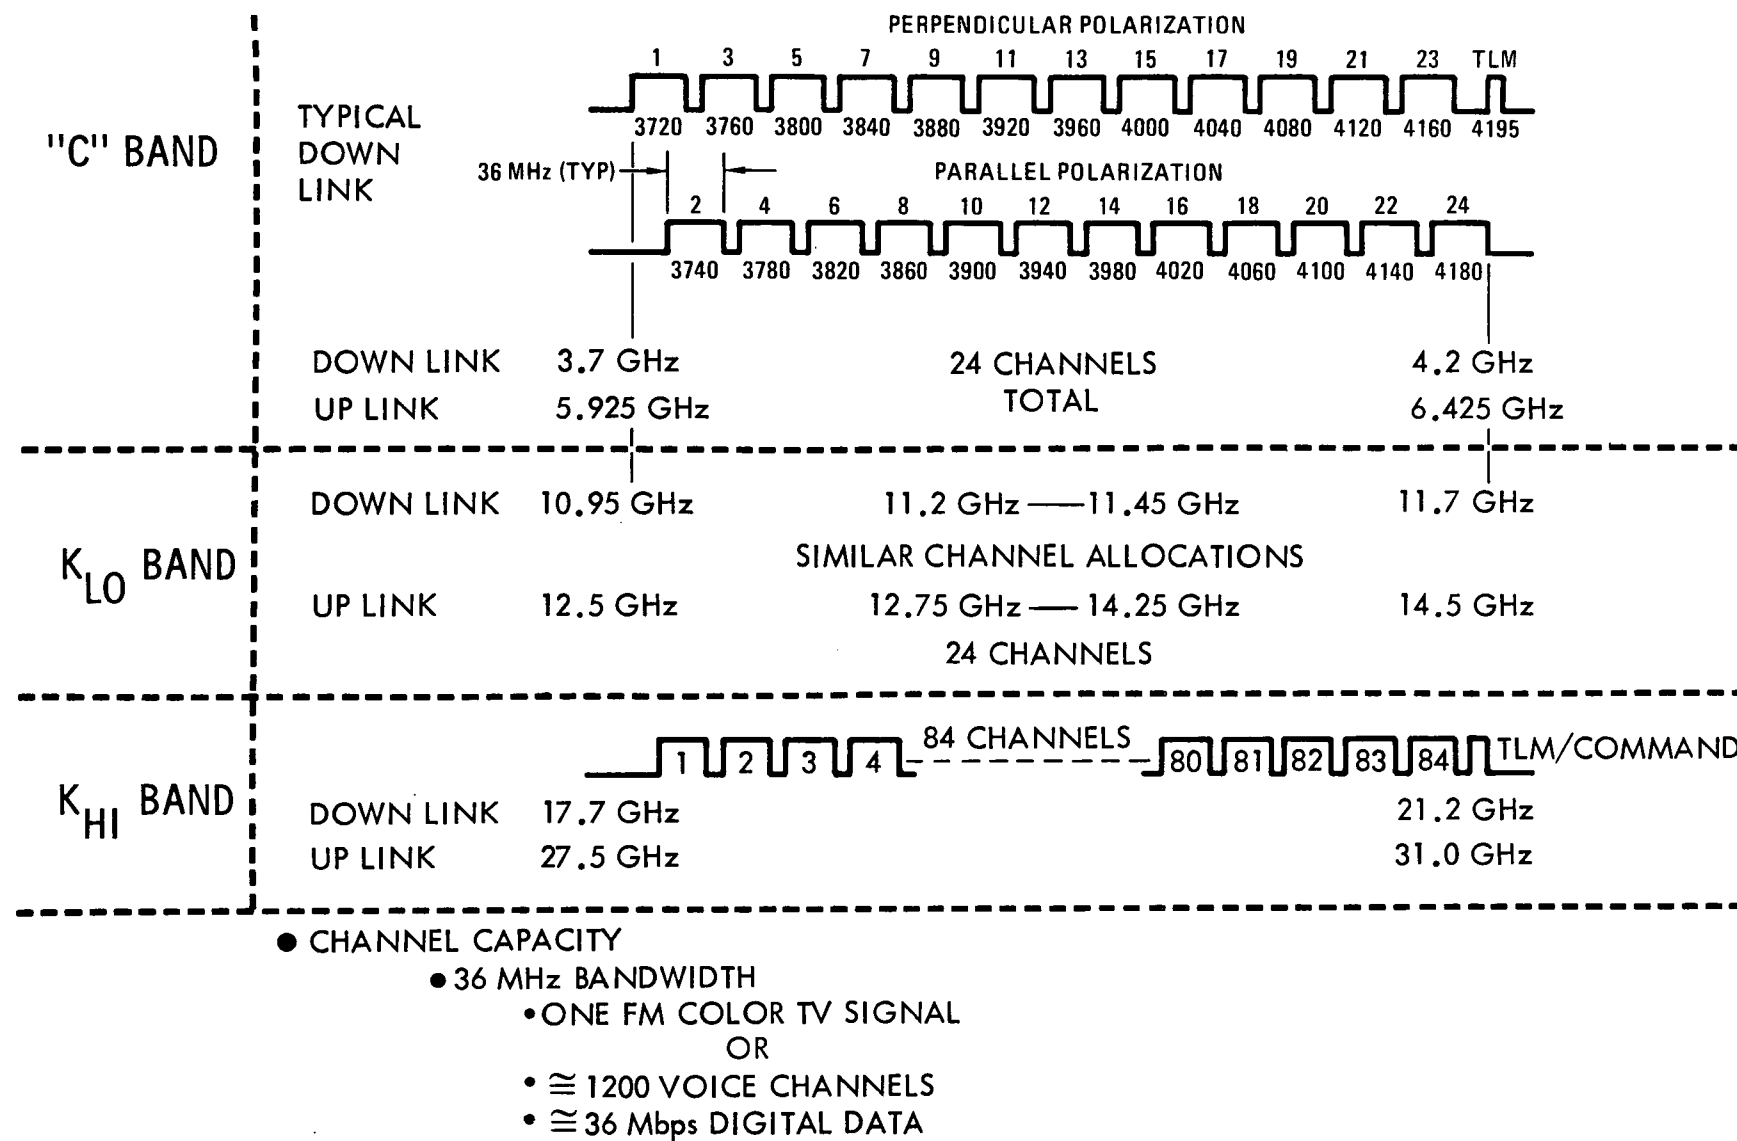 PERPENDICULAR POLARIZATION
1 3 5 7 9 11 13 15 17 19 21 23 TLM
"C" BAND
TYPICAL
DOWN
LINK
3720 3760 3800 3840 3880 3920 3960 4000 4040 4080 4120 4160 4195
36 MHz (TYP)
PARALLEL POLARIZATION
2 4 6 8 10 12 14 16 18 20 22 24
3740 3780 3820 3860 3900 3940 3980 4020 4060 4100 4140 4180
DOWN LINK 3.7 GHz 24 CHANNELS 4.2 GHz
UP LINK 5.925 GHz TOTAL 6.425 GHz
K LO BAND
DOWN LINK 10.95 GHz 11.2 GHz — 11.45 GHz 11.7 GHz
SIMILAR CHANNEL ALLOCATIONS
UP LINK 12.5 GHz 12.75 GHz — 14.25 GHz 14.5 GHz
24 CHANNELS
K HI BAND
1 2 3 4 84 CHANNELS 80 81 82 83 84 TLM/COMMAND
DOWN LINK 17.7 GHz 21.2 GHz
UP LINK 27.5 GHz 31.0 GHz
● CHANNEL CAPACITY
● 36 MHz BANDWIDTH
• ONE FM COLOR TV SIGNAL
OR
• ≅ 1200 VOICE CHANNELS
• ≅ 36 Mbps DIGITAL DATA